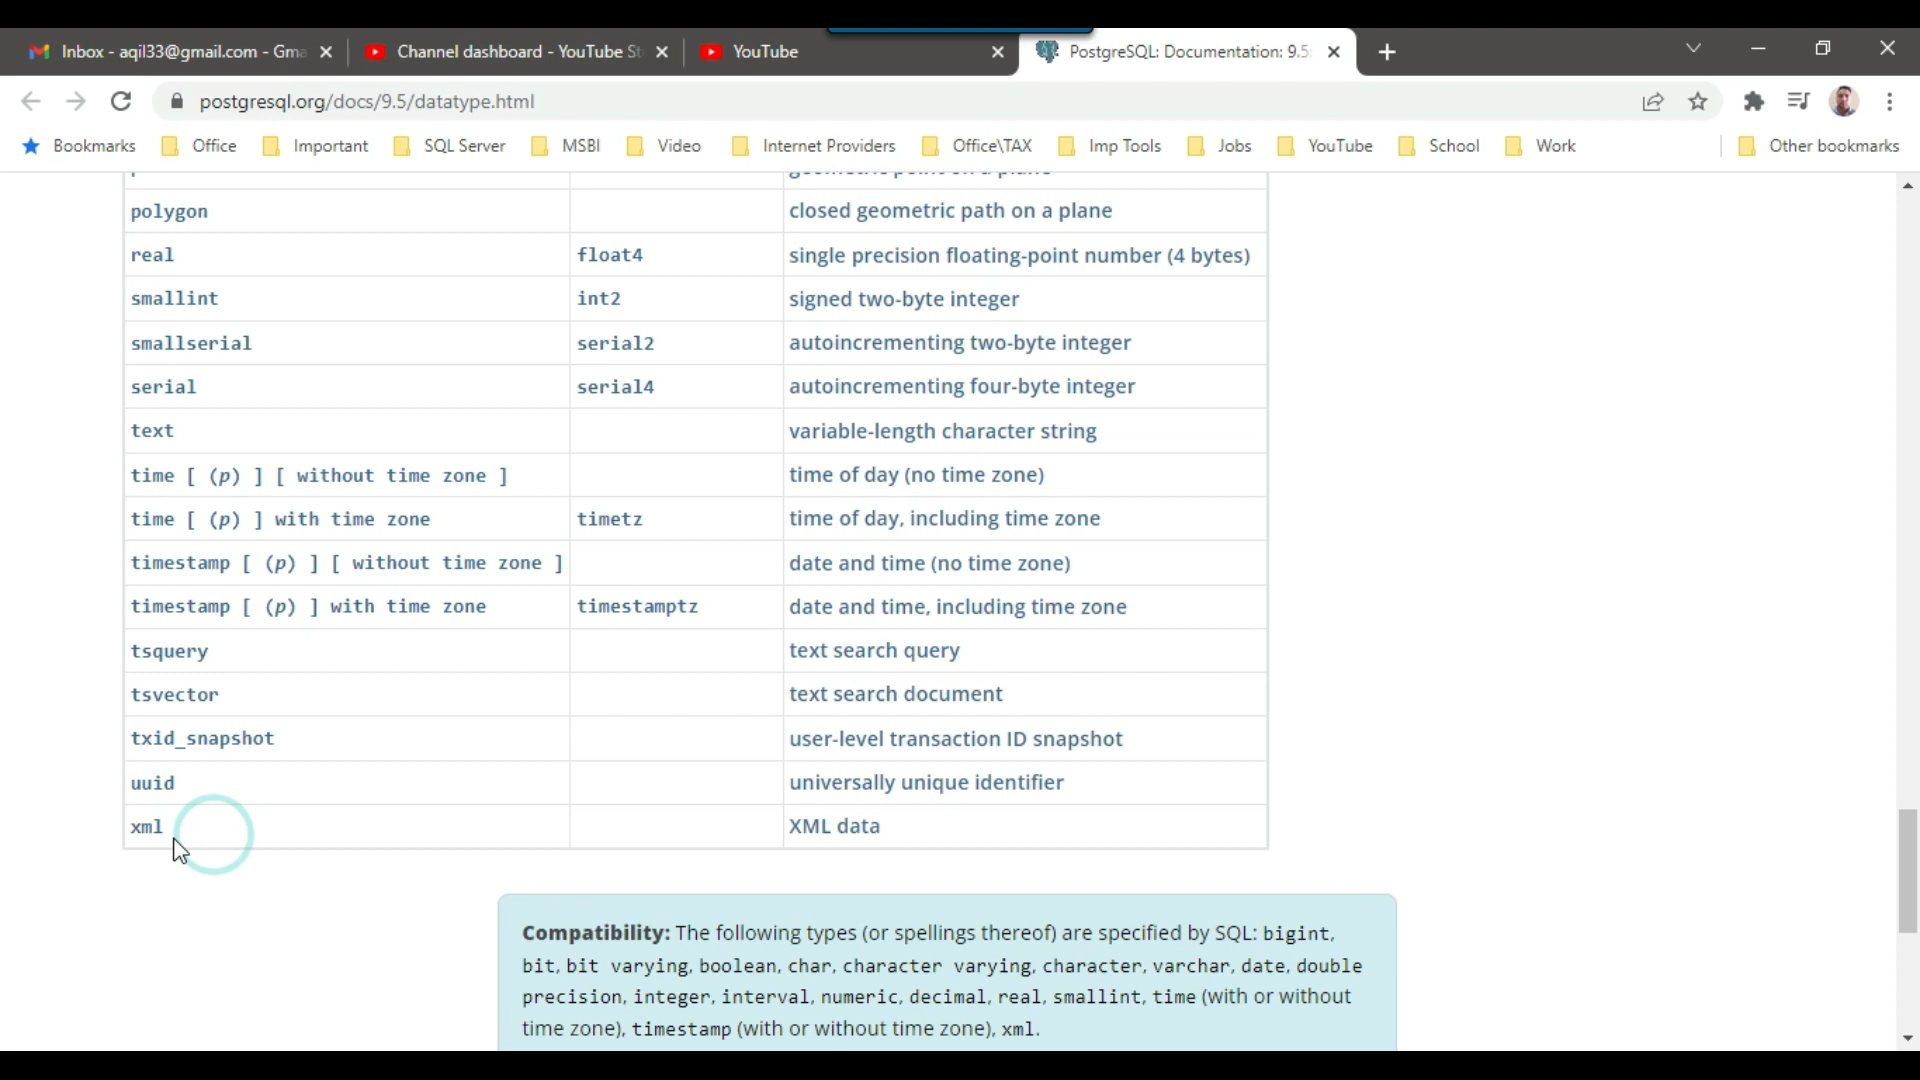 Inbox - aqil33@gmail.com - Gma
Channel dashboard - YouTube St
YouTube
PostgreSQL: Documentation: 9.5:
postgresql.org/docs/9.5/datatype.html
Bookmarks Office Important SQL Server MSBI Video Internet Providers Office\TAX Imp Tools Jobs YouTube School Work Other bookmarks
geometric point on a plane
polygon closed geometric path on a plane
real float4 single precision floating-point number (4 bytes)
smallint int2 signed two-byte integer
smallserial serial2 autoincrementing two-byte integer
serial serial4 autoincrementing four-byte integer
text variable-length character string
time [ (p) ] [ without time zone ] time of day (no time zone)
time [ (p) ] with time zone timetz time of day, including time zone
timestamp [ (p) ] [ without time zone ] date and time (no time zone)
timestamp [ (p) ] with time zone timestamptz date and time, including time zone
tsquery text search query
tsvector text search document
txid_snapshot user-level transaction ID snapshot
uuid universally unique identifier
xml XML data
Compatibility: The following types (or spellings thereof) are specified by SQL: bigint,
bit, bit varying, boolean, char, character varying, character, varchar, date, double
precision, integer, interval, numeric, decimal, real, smallint, time (with or without
time zone), timestamp (with or without time zone), xml.